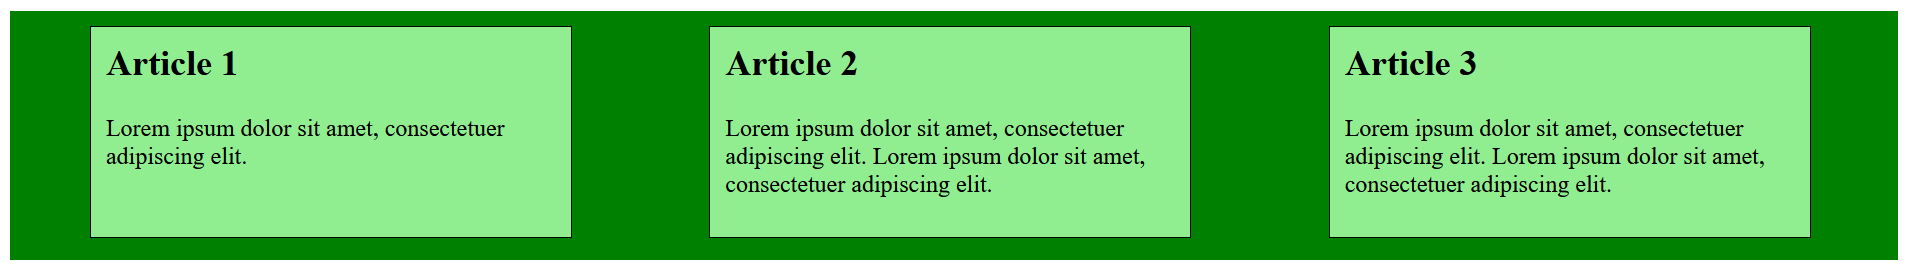 Article 1
Lorem ipsum dolor sit amet, consectetuer
adipiscing elit.
Article 2
Lorem ipsum dolor sit amet, consectetuer
adipiscing elit. Lorem ipsum dolor sit amet,
consectetuer adipiscing elit.
Article 3
Lorem ipsum dolor sit amet, consectetuer
adipiscing elit. Lorem ipsum dolor sit amet,
consectetuer adipiscing elit.